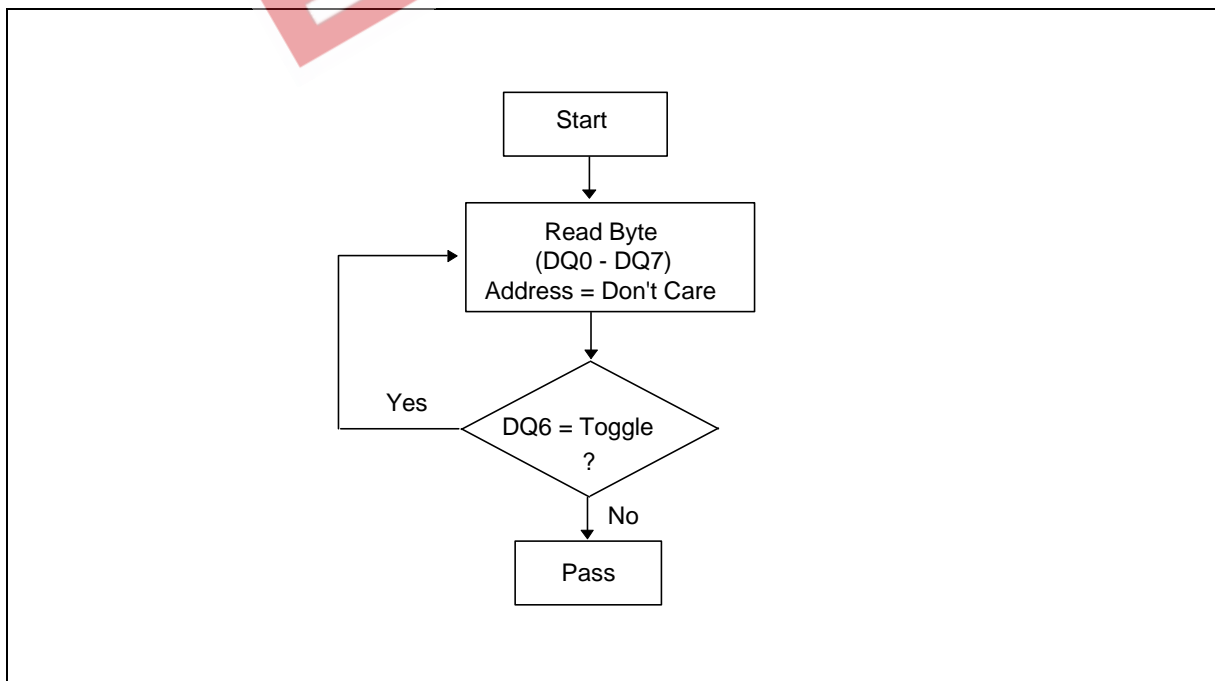 Start
Read Byte
(DQ0 - DQ7)
Address = Don't Care
Yes
DQ6 = Toggle
?
No
Pass